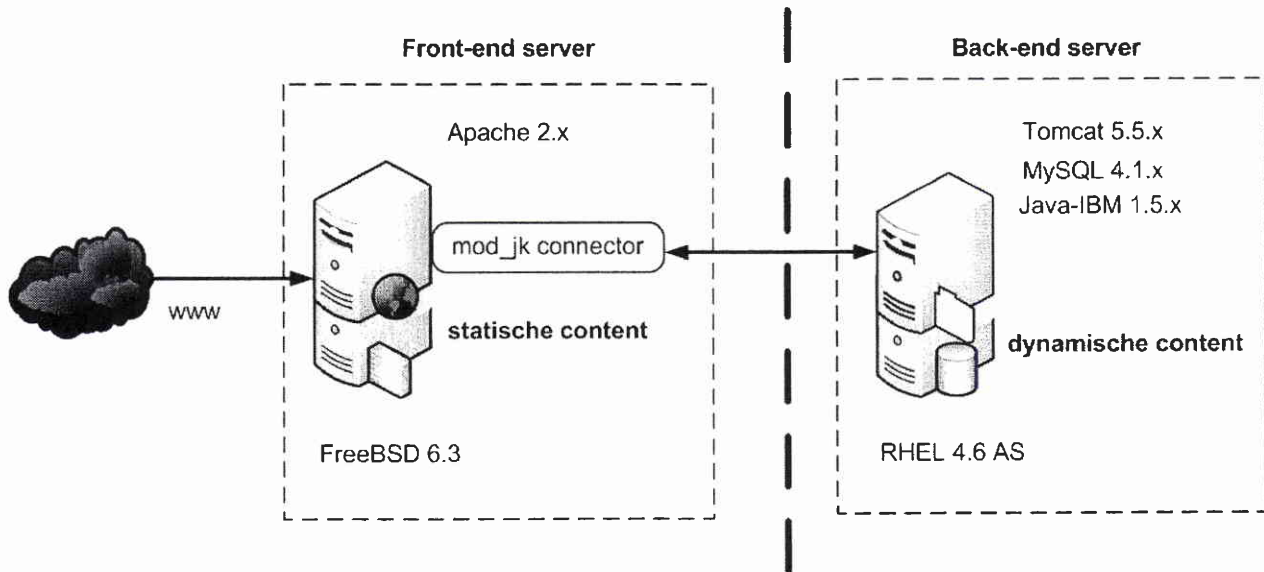 Front-end server
Back-end server
Apache 2.x
Tomcat 5.5.x
MySQL 4.1.x
Java-IBM 1.5.x
mod_jk connector
www
statische content
dynamische content
FreeBSD 6.3
RHEL 4.6 AS